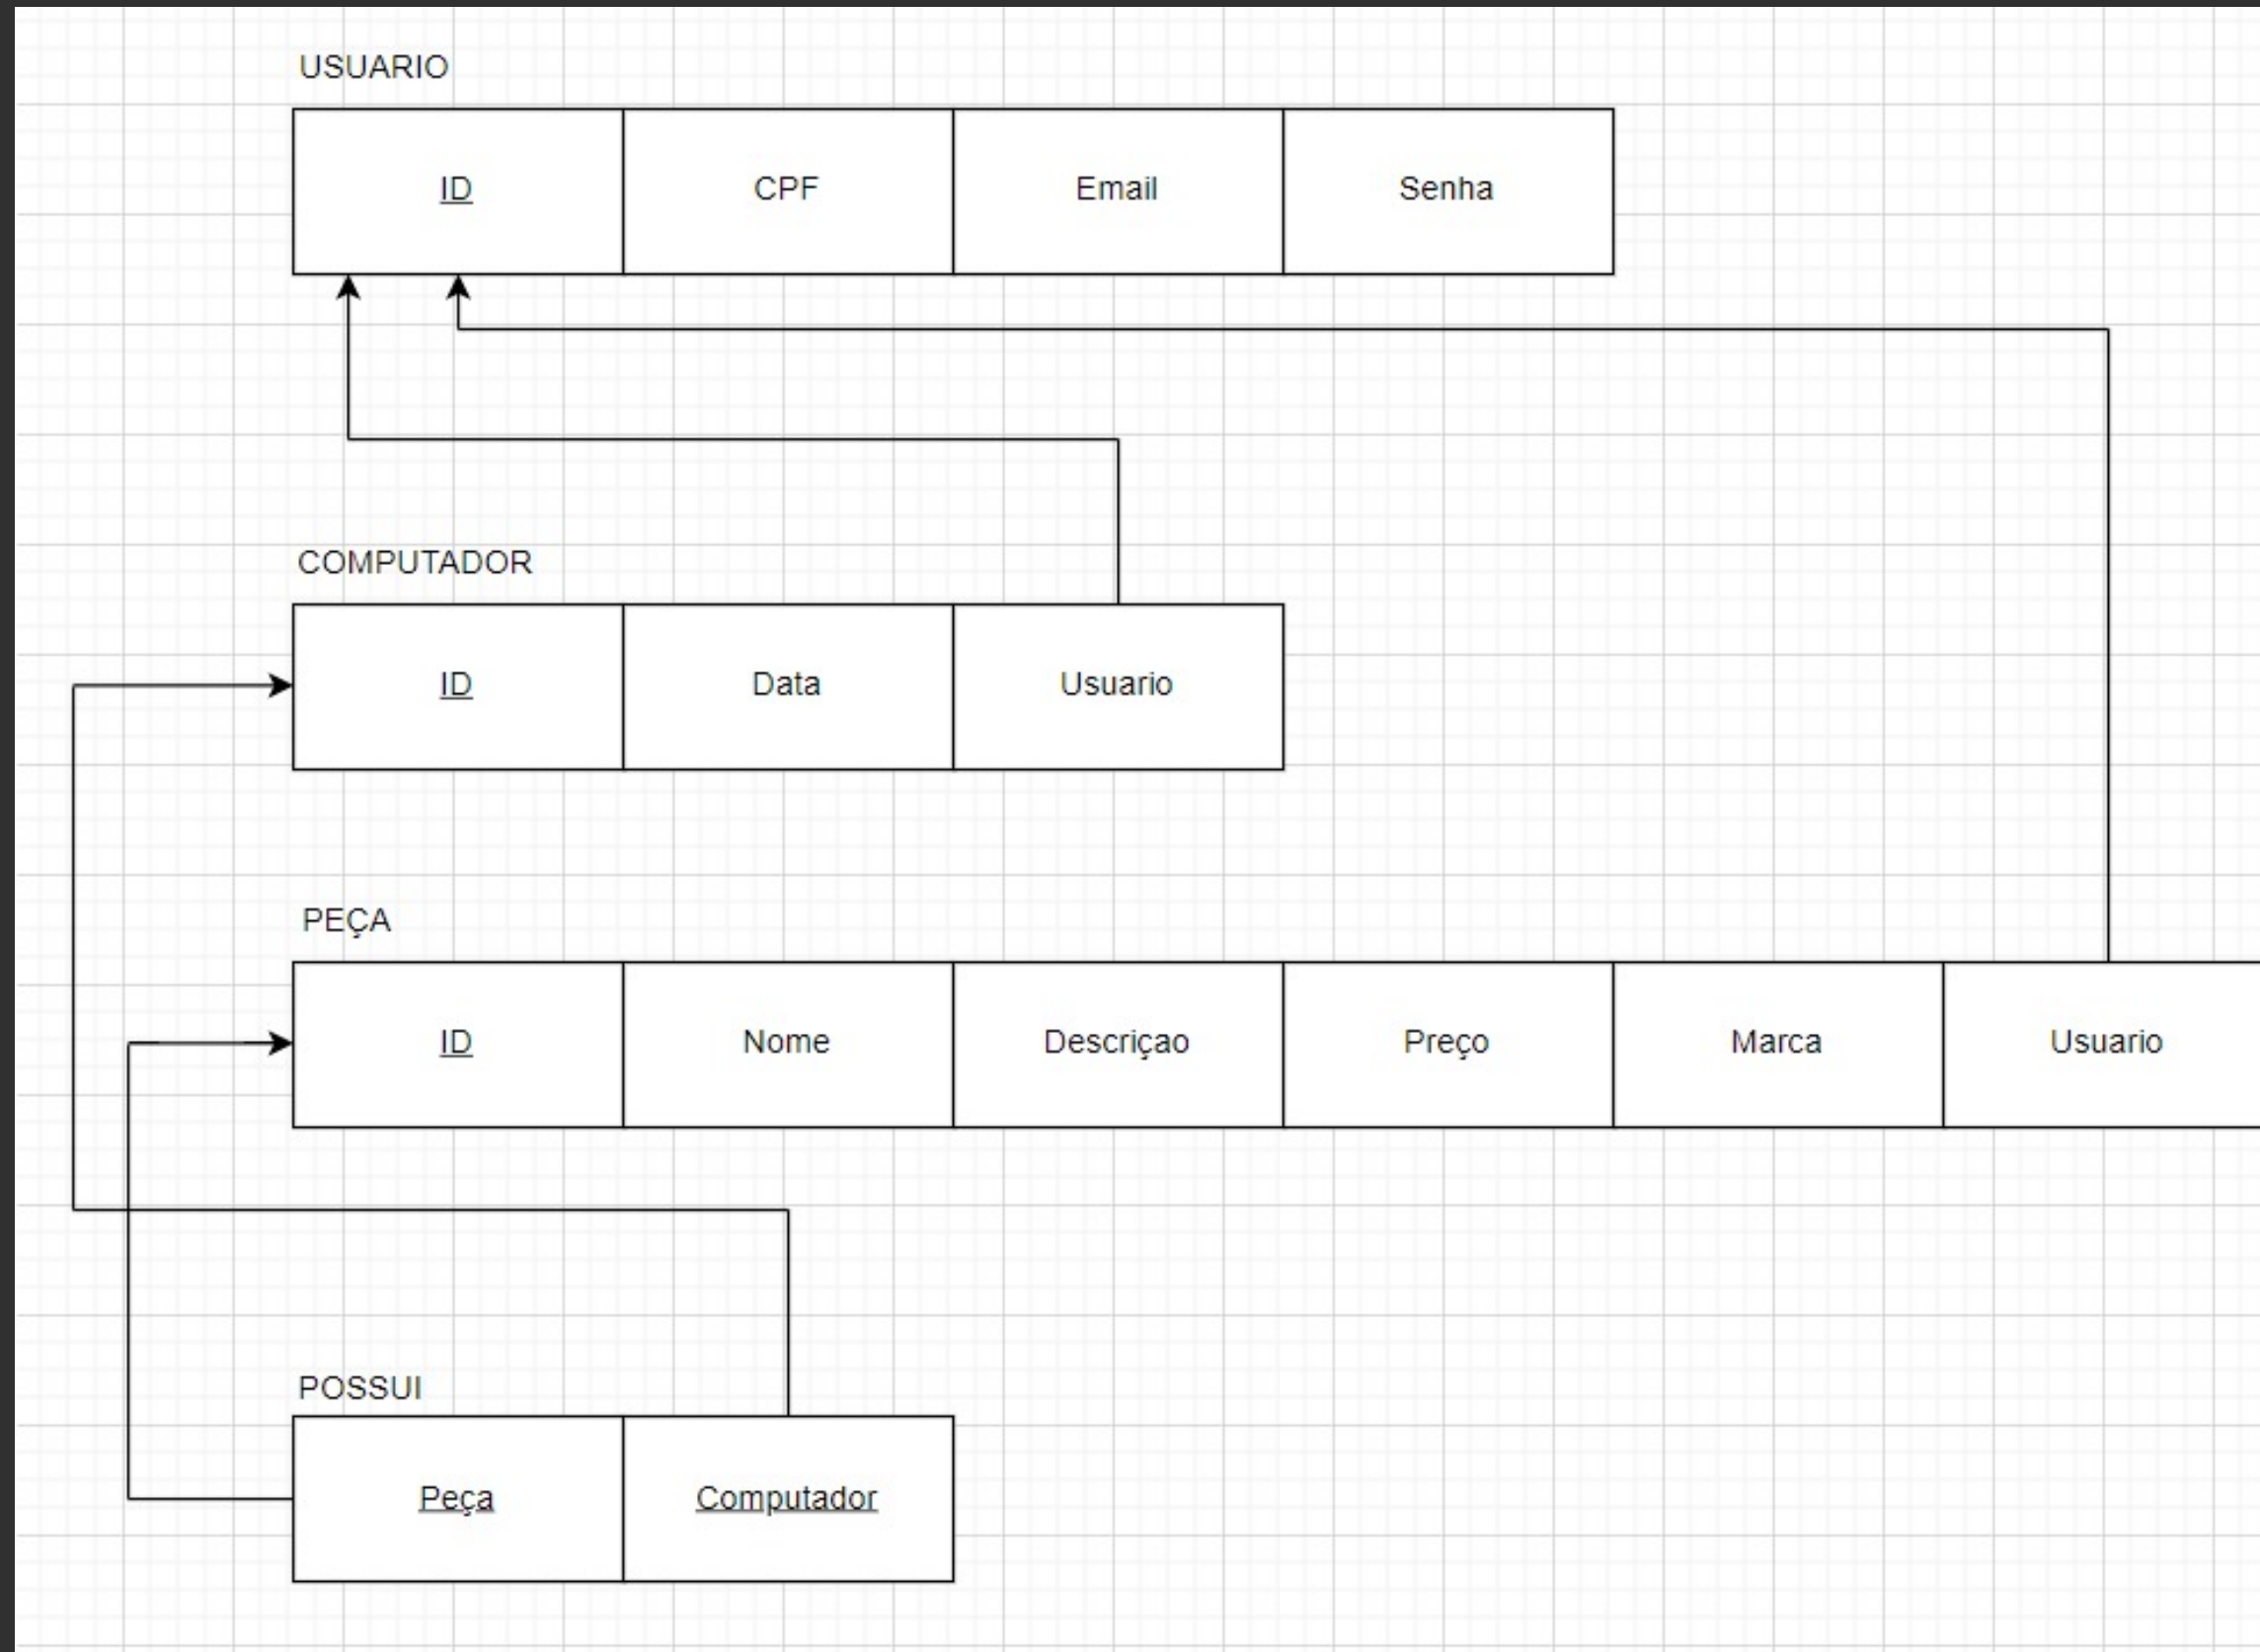 USUARIO
ID CPF Email Senha
COMPUTADOR
ID Data Usuario
PEÇA
ID Nome Descriçao Preço Marca Usuario
POSSUI
Peça Computador